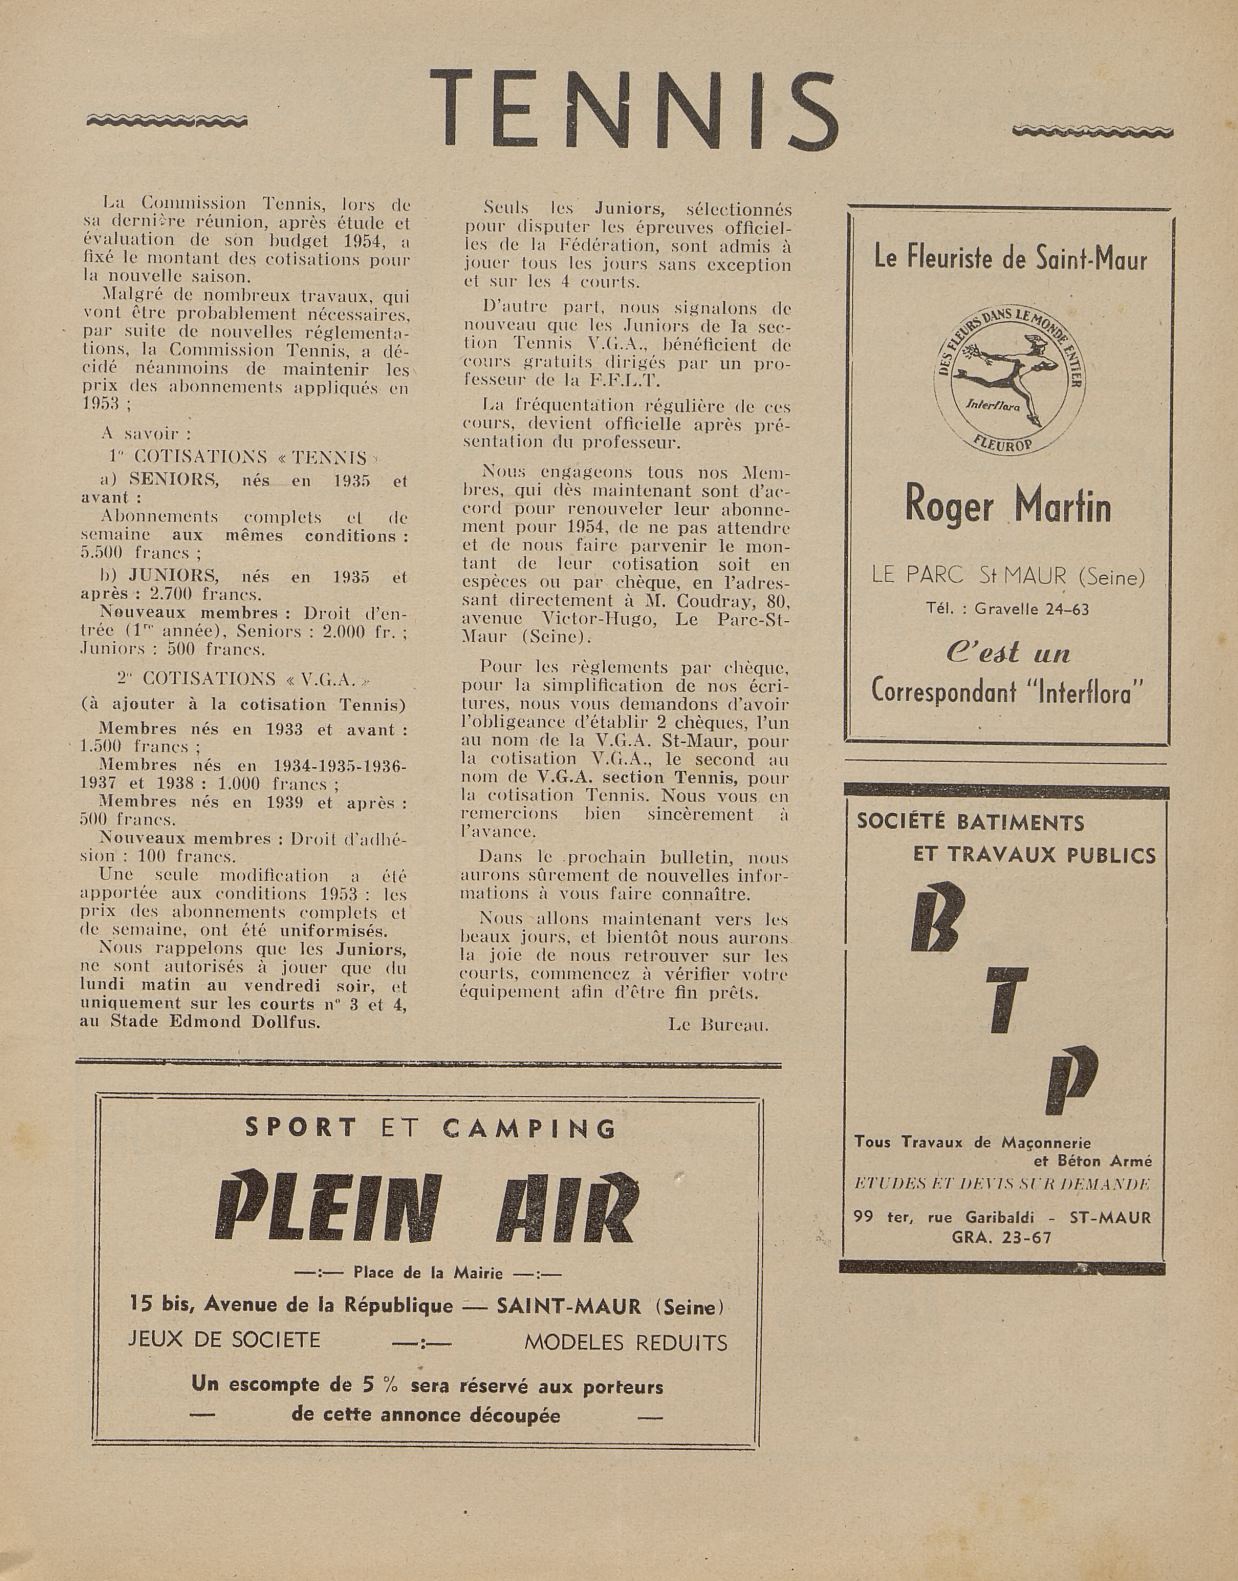 TENNIS
La Commission Tennis, lors de
sa dernière réunion, après étude et
évaluation de son budget 1954, a
fixé le montant des cotisations pour
la nouvelle saison.
Malgré de nombreux travaux, qui
vont être probablement nécessaires,
par suite de nouvelles réglementa-
tions, la Commission Tennis, a dé-
cidé néanmoins de maintenir les
prix des abonnements appliqués en
1953 ;
A savoir :
1° COTISATIONS « TENNIS »
a) SENIORS, nés en 1935 et
avant :
Abonnements complets et de
semaine aux mêmes conditions :
5.500 francs ;
b) JUNIORS, nés en 1935 et
après : 2.700 francs.
Nouveaux membres : Droit d'en-
trée (1re année), Seniors : 2.000 fr. ;
Juniors : 500 francs.
2° COTISATIONS « V.G.A. »
(à ajouter à la cotisation Tennis)
Membres nés en 1933 et avant :
1.500 francs ;
Membres nés en 1934-1935-1936-
1937 et 1938 : 1.000 francs ;
Membres nés en 1939 et après :
500 francs.
Nouveaux membres : Droit d'adhé-
sion : 100 francs.
Une seule modification a été
apportée aux conditions 1953 : les
prix des abonnements complets et
de semaine, ont été uniformisés.
Nous rappelons que les Juniors,
ne sont autorisés à jouer que du
lundi matin au vendredi soir, et
uniquement sur les courts n° 3 et 4,
au Stade Edmond Dollfus.
Seuls les Juniors, sélectionnés
pour disputer les épreuves officiel-
les de la Fédération, sont admis à
jouer tous les jours sans exception
et sur les 4 courts.
D'autre part, nous signalons de
nouveau que les Juniors de la sec-
tion Tennis V.G.A., bénéficient de
cours gratuits dirigés par un pro-
fesseur de la F.F.L.T.
La fréquentation régulière de ces
cours, devient officielle après pré-
sentation du professeur.
Nous engageons tous nos Mem-
bres, qui dès maintenant sont d'ac-
cord pour renouveler leur abonne-
ment pour 1954, de ne pas attendre
et de nous faire parvenir le mon-
tant de leur cotisation soit en
espèces ou par chèque, en l'adres-
sant directement à M. Coudray, 80,
avenue Victor-Hugo, Le Parc-St-
Maur (Seine).
Pour les règlements par chèque,
pour la simplification de nos écri-
tures, nous vous demandons d'avoir
l'obligeance d'établir 2 chèques, l'un
au nom de la V.G.A. St-Maur, pour
la cotisation V.G.A., le second au
nom de V.G.A. section Tennis, pour
la cotisation Tennis. Nous vous en
remercions bien sincèrement à
l'avance.
Dans le prochain bulletin, nous
aurons sûrement de nouvelles infor-
mations à vous faire connaître.
Nous allons maintenant vers les
beaux jours, et bientôt nous aurons
la joie de nous retrouver sur les
courts, commencez à vérifier votre
équipement afin d'être fin prêts.
Le Bureau.
Le Fleuriste de Saint-Maur
DES FLEURS DANS LE MONDE ENTIER
Interflora
FLEUROP
Roger Martin
LE PARC St MAUR (Seine)
Tél. : Gravelle 24-63
C'est un
Correspondant "Interflora"
SOCIÉTÉ BATIMENTS
ET TRAVAUX PUBLICS
B
T
P
Tous Travaux de Maçonnerie
et Béton Armé
ETUDES ET DEVIS SUR DEMANDE
99 ter, rue Garibaldi - ST-MAUR
GRA. 23-67
SPORT ET CAMPING
PLEIN AIR
—:— Place de la Mairie —:—
15 bis, Avenue de la République — SAINT-MAUR (Seine)
JEUX DE SOCIETE —:— MODELES REDUITS
Un escompte de 5 % sera réservé aux porteurs
— de cette annonce découpée —